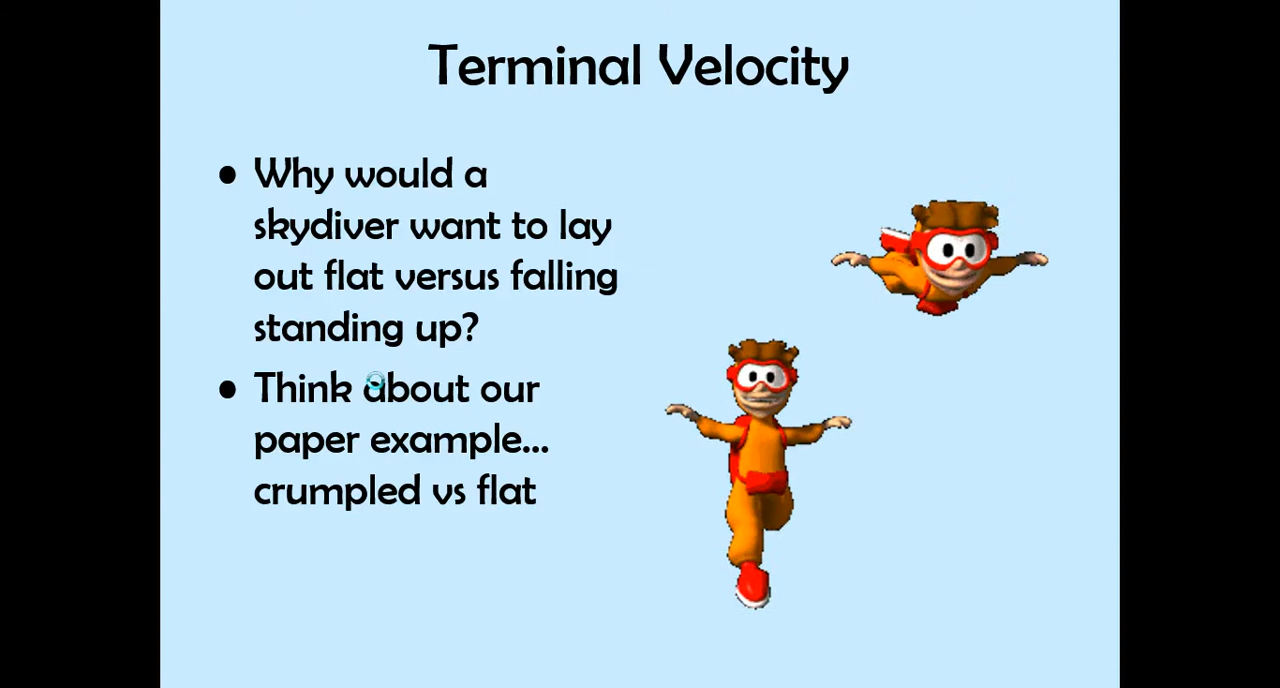 Terminal Velocity
• Why would a
skydiver want to lay
out flat versus falling
standing up?
• Think about our
paper example...
crumpled vs flat